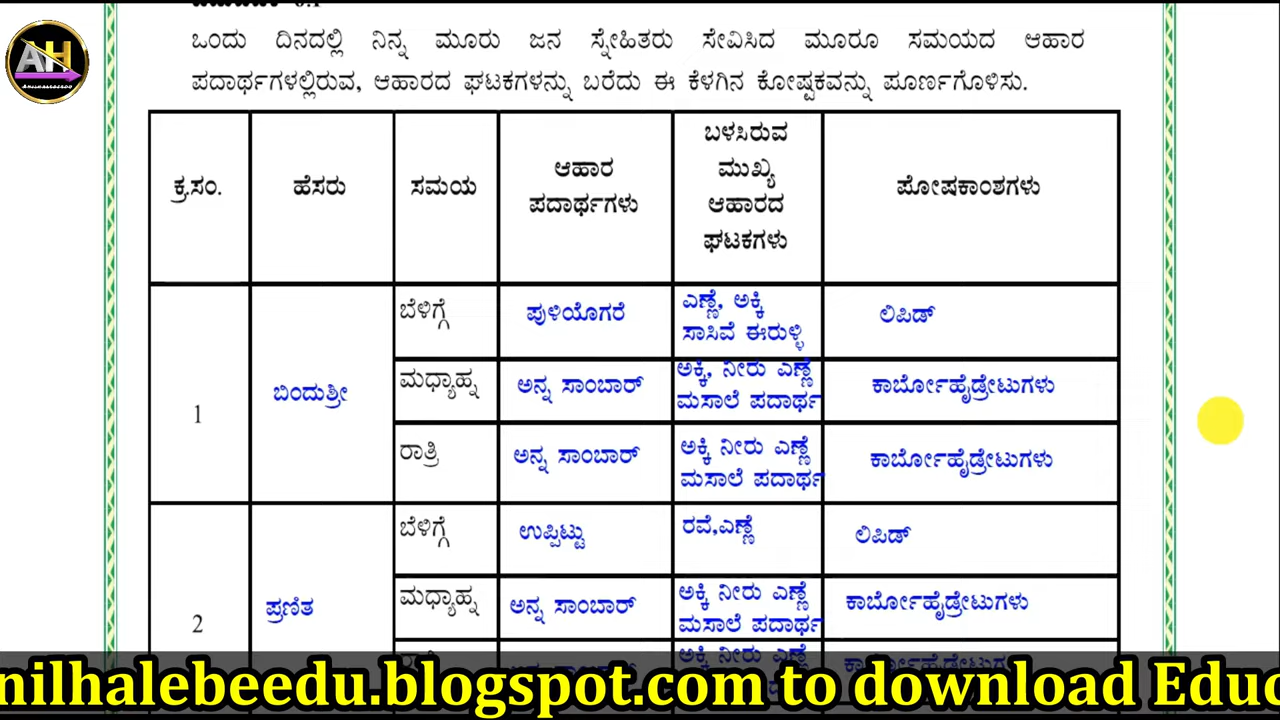 ಒಂದು ದಿನದಲ್ಲಿ ನಿನ್ನ ಮೂರು ಜನ ಸ್ನೇಹಿತರು ಸೇವಿಸಿದ ಮೂರೂ ಸಮಯದ ಆಹಾರ
ಪದಾರ್ಥಗಳಲ್ಲಿರುವ, ಆಹಾರದ ಘಟಕಗಳನ್ನು ಬರೆದು ಈ ಕೆಳಗಿನ ಕೋಷ್ಟಕವನ್ನು ಪೂರ್ಣಗೊಳಿಸು.
AH
ಕ್ರ.ಸಂ.
ಹೆಸರು
ಸಮಯ
ಆಹಾರ
ಪದಾರ್ಥಗಳು
ಬಳಸಿರುವ
ಮುಖ್ಯ
ಆಹಾರದ
ಘಟಕಗಳು
ಪೋಷಕಾಂಶಗಳು
1
ಬಿಂದುಶ್ರೀ
ಬೆಳಿಗ್ಗೆ
ಪುಳಿಯೊಗರೆ
ಎಣ್ಣೆ, ಅಕ್ಕಿ
ಸಾಸಿವೆ ಈರುಳ್ಳಿ
ಲಿಪಿಡ್
ಮಧ್ಯಾಹ್ನ
ಅನ್ನ ಸಾಂಬಾರ್
ಅಕ್ಕಿ, ನೀರು ಎಣ್ಣೆ
ಮಸಾಲೆ ಪದಾರ್ಥ
ಕಾರ್ಬೋಹೈಡ್ರೇಟುಗಳು
ರಾತ್ರಿ
ಅನ್ನ ಸಾಂಬಾರ್
ಅಕ್ಕಿ ನೀರು ಎಣ್ಣೆ
ಮಸಾಲೆ ಪದಾರ್ಥ
ಕಾರ್ಬೋಹೈಡ್ರೇಟುಗಳು
2
ಪ್ರಣಿತ
ಬೆಳಿಗ್ಗೆ
ಉಪ್ಪಿಟ್ಟು
ರವೆ,ಎಣ್ಣೆ
ಲಿಪಿಡ್
ಮಧ್ಯಾಹ್ನ
ಅನ್ನ ಸಾಂಬಾರ್
ಅಕ್ಕಿ ನೀರು ಎಣ್ಣೆ
ಮಸಾಲೆ ಪದಾರ್ಥ
ಕಾರ್ಬೋಹೈಡ್ರೇಟುಗಳು
ಅಕ್ಕಿ ನೀರು ಎಣ್ಣೆ
nilhalebeedu.blogspot.com to download Educ